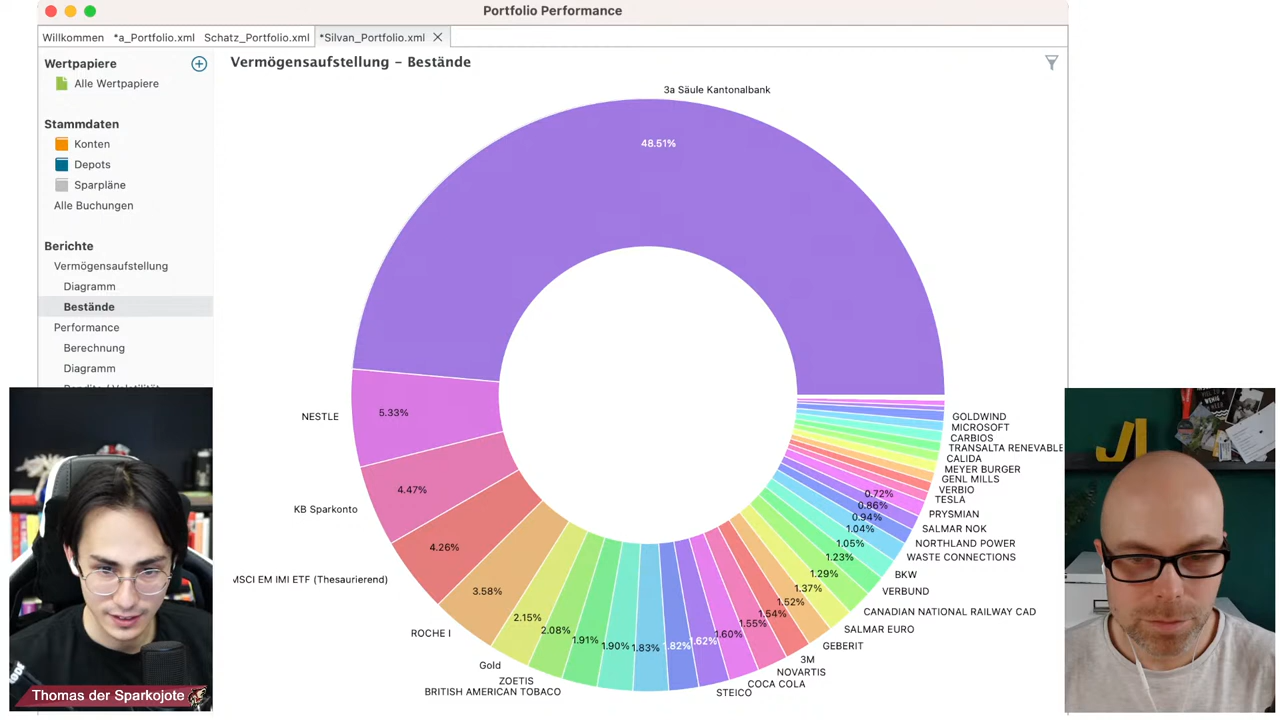 Portfolio Performance
Willkommen
*a_Portfolio.xml
Schatz_Portfolio.xml
*Silvan_Portfolio.xml
Wertpapiere
Alle Wertpapiere
Stammdaten
Konten
Depots
Sparpläne
Alle Buchungen
Berichte
Vermögensaufstellung
Diagramm
Bestände
Performance
Berechnung
Diagramm
Vermögensaufstellung – Bestände
3a Säule Kantonalbank
48.51%
NESTLE
5.33%
KB Sparkonto
4.47%
MSCI EM IMI ETF (Thesaurierend)
4.26%
ROCHE I
3.58%
Gold
2.15%
ZOETIS
2.08%
BRITISH AMERICAN TOBACCO
1.91%
1.90%
1.83%
1.82%
1.62%
STEICO
1.60%
COCA COLA
1.55%
NOVARTIS
1.54%
3M
1.52%
GEBERIT
1.37%
SALMAR EURO
1.29%
CANADIAN NATIONAL RAILWAY CAD
1.23%
VERBUND
1.05%
BKW
1.04%
WASTE CONNECTIONS
0.94%
NORTHLAND POWER
0.86%
SALMAR NOK
0.72%
PRYSMIAN
TESLA
VERBIO
GENL MILLS
MEYER BURGER
CALIDA
TRANSALTA RENEWABLE
CARBIOS
MICROSOFT
GOLDWIND
Thomas der Sparkojote